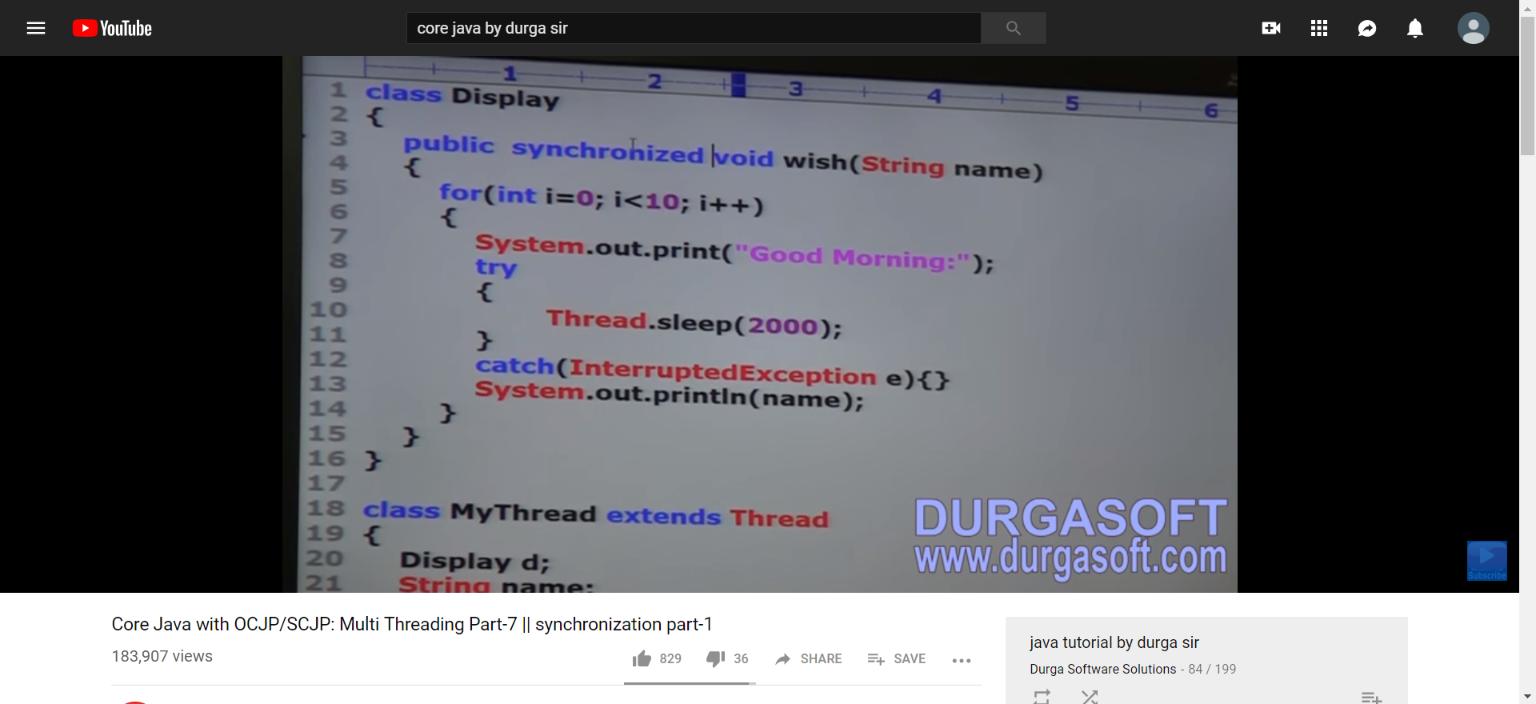 YouTube
core java by durga sir
1 2 3 4 5 6
1 class Display
2 {
3 public synchronized void wish(String name)
4 {
5 for(int i=0; i<10; i++)
6 {
7 System.out.print("Good Morning:");
8 try
9 {
10 Thread.sleep(2000);
11 }
12 catch(InterruptedException e){}
13 System.out.println(name);
14 }
15 }
16 }
17
18 class MyThread extends Thread
19 {
20 Display d;
21 String name;
DURGASOFT
www.durgasoft.com
Subscribe
Core Java with OCJP/SCJP: Multi Threading Part-7 || synchronization part-1
183,907 views
829 36 SHARE SAVE
java tutorial by durga sir
Durga Software Solutions - 84 / 199